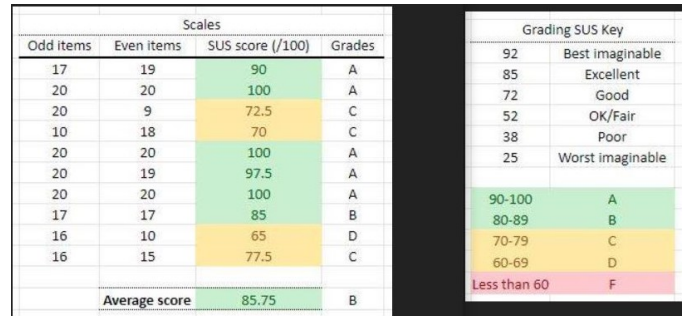 Scales
Odd items Even items SUS score (/100) Grades
17 19 90 A
20 20 100 A
20 9 72.5 C
10 18 70 C
20 20 100 A
20 19 97.5 A
20 20 100 A
17 17 85 B
16 10 65 D
16 15 77.5 C
Average score 85.75 B
Grading SUS Key
92 Best imaginable
85 Excellent
72 Good
52 OK/Fair
38 Poor
25 Worst imaginable
90-100 A
80-89 B
70-79 C
60-69 D
Less than 60 F